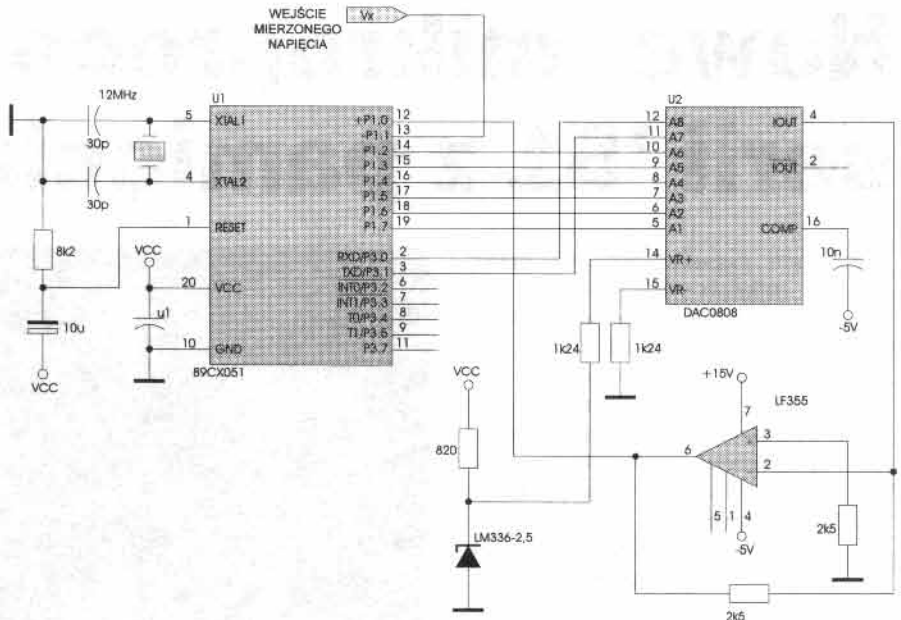 WEJŚCIE
MIERZONEGO
NAPIĘCIA
Vx
12MHz
30p
30p
8k2
10u
VCC
VCC
u1
U1
5 XTAL1
4 XTAL2
1 RESET
20 VCC
10 GND
89CX051
+P1.0 12
-P1.1 13
P1.2 14
P1.3 15
P1.4 16
P1.5 17
P1.6 18
P1.7 19
RXD/P3.0 2
TXD/P3.1 3
INT0/P3.2 6
INT1/P3.3 7
T0/P3.4 8
T1/P3.5 9
P3.7 11
U2
12 A8
11 A7
10 A6
9 A5
8 A4
7 A3
6 A2
5 A1
14 VR+
15 VR-
IOUT 4
IOUT 2
COMP 16
DAC0808
10n
-5V
1k24
1k24
VCC
820
LM336-2,5
+15V
LF355
7
6
3
2
5 1 4
-5V
2k5
2k5